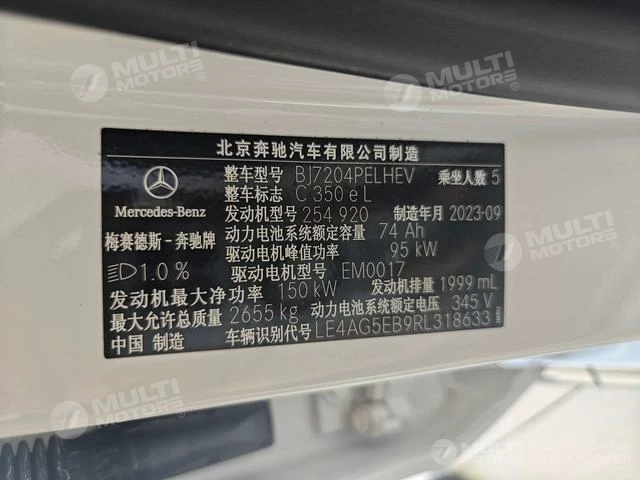 MULTI
MOTORS
MULTI
MOTORS
北京奔驰汽车有限公司制造
整车型号 BJ7204PELHEV 乘坐人数 5
整车标志 C 350 e L
Mercedes-Benz 发动机型号 254 920 制造年月 2023-09
梅赛德斯-奔驰牌 动力电池系统额定容量 74 Ah
驱动电机峰值功率 95 kW
1.0% 驱动电机型号 EM0017
发动机最大净功率 150 kW 发动机排量 1999 mL
最大允许总质量 2655 kg 动力电池系统额定电压 345 V
中国 制造 车辆识别代号 LE4AG5EB9RL318633
MULTI
MOTORS
MULTI
MOTORS
MULTI
MOTORS